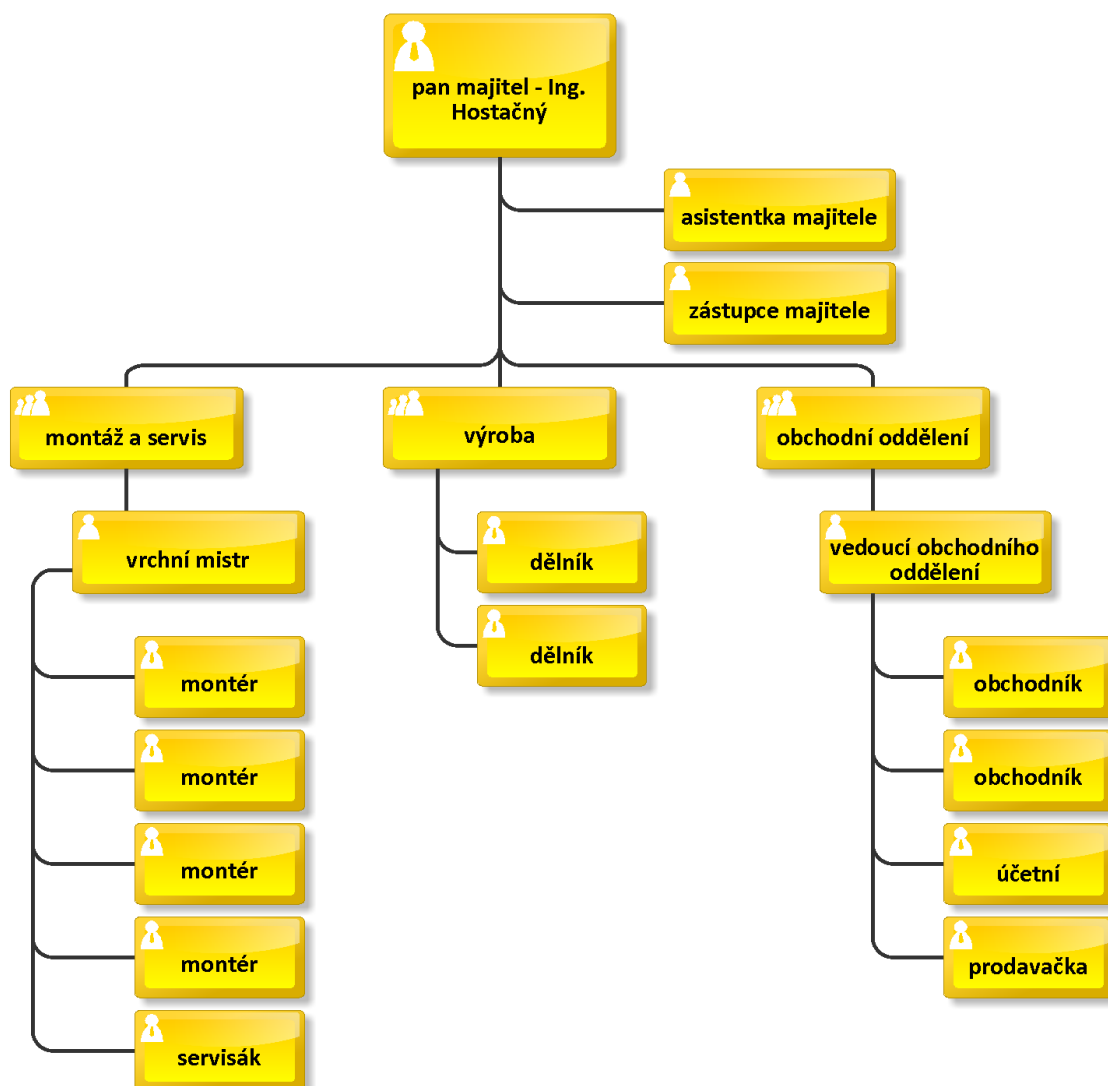 pan majitel - Ing.
Hostačný
asistentka majitele
zástupce majitele
montáž a servis
výroba
obchodní oddělení
vrchní mistr
dělník
vedoucí obchodního
oddělení
dělník
montér
obchodník
montér
obchodník
montér
účetní
montér
prodavačka
servisák